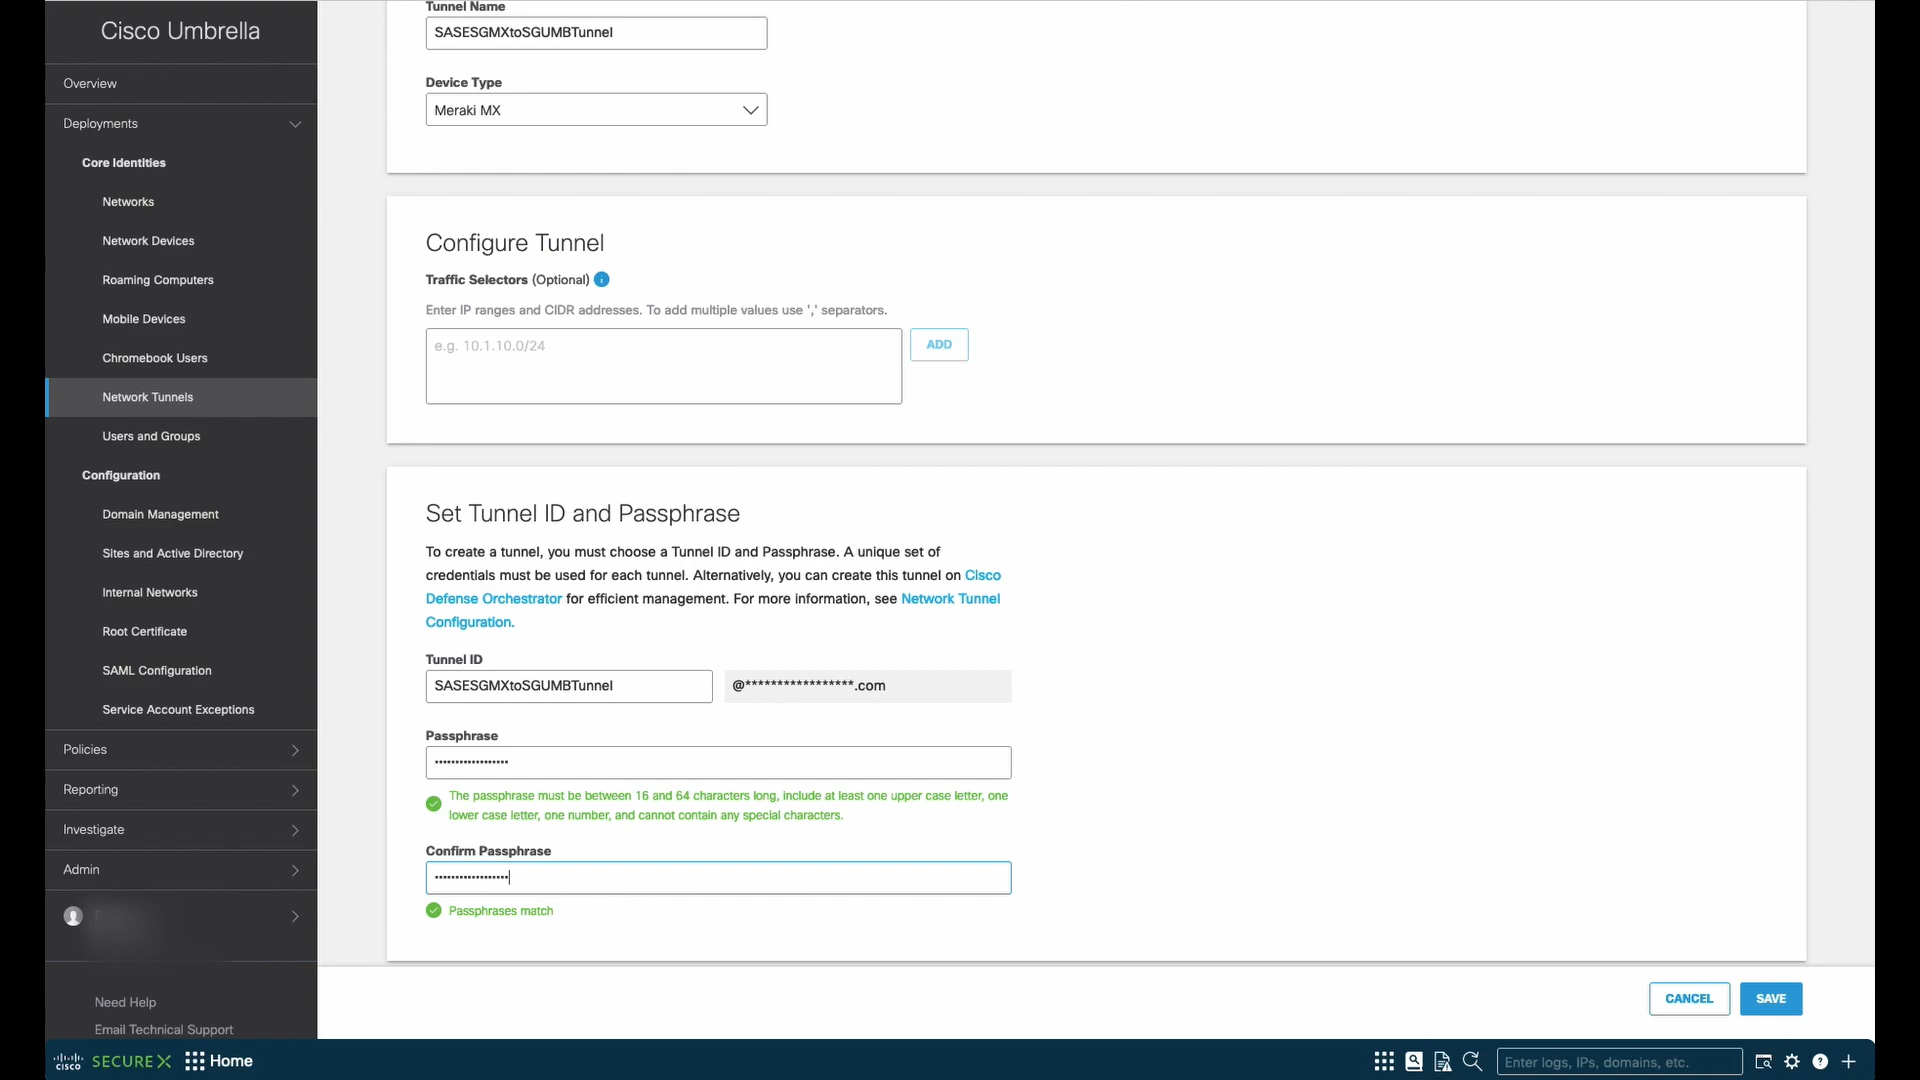 Cisco Umbrella
Overview
Deployments
Core Identities
Networks
Network Devices
Roaming Computers
Mobile Devices
Chromebook Users
Network Tunnels
Users and Groups
Configuration
Domain Management
Sites and Active Directory
Internal Networks
Root Certificate
SAML Configuration
Service Account Exceptions
Policies
Reporting
Investigate
Admin
Need Help
Email Technical Support
Tunnel Name
SASESGMXtoSGUMBTunnel
Device Type
Meraki MX
Configure Tunnel
Traffic Selectors (Optional)
Enter IP ranges and CIDR addresses. To add multiple values use ',' separators.
e.g. 10.1.10.0/24
ADD
Set Tunnel ID and Passphrase
To create a tunnel, you must choose a Tunnel ID and Passphrase. A unique set of
credentials must be used for each tunnel. Alternatively, you can create this tunnel on Cisco
Defense Orchestrator for efficient management. For more information, see Network Tunnel
Configuration.
Tunnel ID
SASESGMXtoSGUMBTunnel
@*****************.com
Passphrase
••••••••••••••••••
The passphrase must be between 16 and 64 characters long, include at least one upper case letter, one
lower case letter, one number, and cannot contain any special characters.
Confirm Passphrase
••••••••••••••••••
Passphrases match
CANCEL
SAVE
CISCO SECUREX Home
Enter logs, IPs, domains, etc.